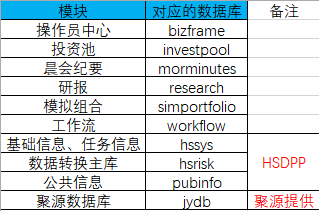 模块 对应的数据库 备注
操作员中心 bizframe
投资池 investpool
晨会纪要 morminutes
研报 research
模拟组合 simportfolio
工作流 workflow
基础信息、任务信息 hssys
数据转换主库 hsrisk HSDPP
公共信息 pubinfo
聚源数据库 jydb 聚源提供